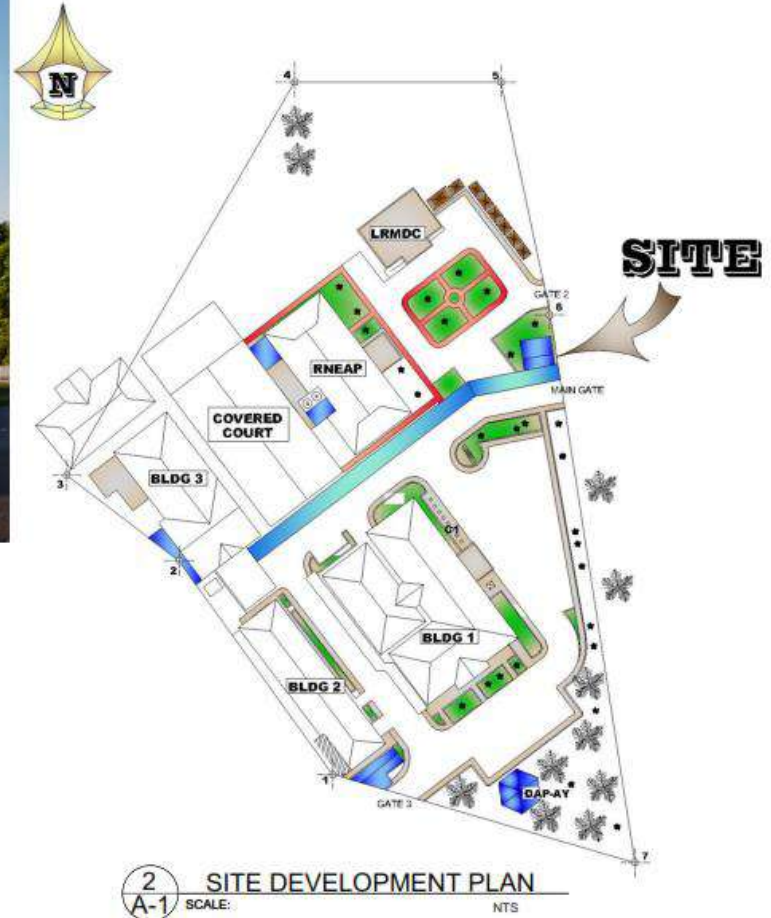 N
4
5
LRMDC
SITE
GATE 2
6
RNEAP
MAIN GATE
COVERED
COURT
BLDG 3
3
C1
2
BLDG 1
BLDG 2
1
GATE 3
DAP-AY
7
2
A-1
SITE DEVELOPMENT PLAN
SCALE:
NTS